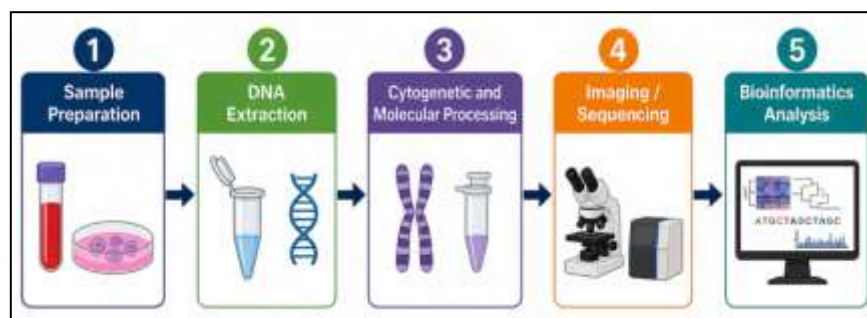 1
Sample
Preparation
2
DNA
Extraction
3
Cytogenetic and
Molecular Processing
4
Imaging /
Sequencing
5
Bioinformatics
Analysis
ATGCTAGCTAGC